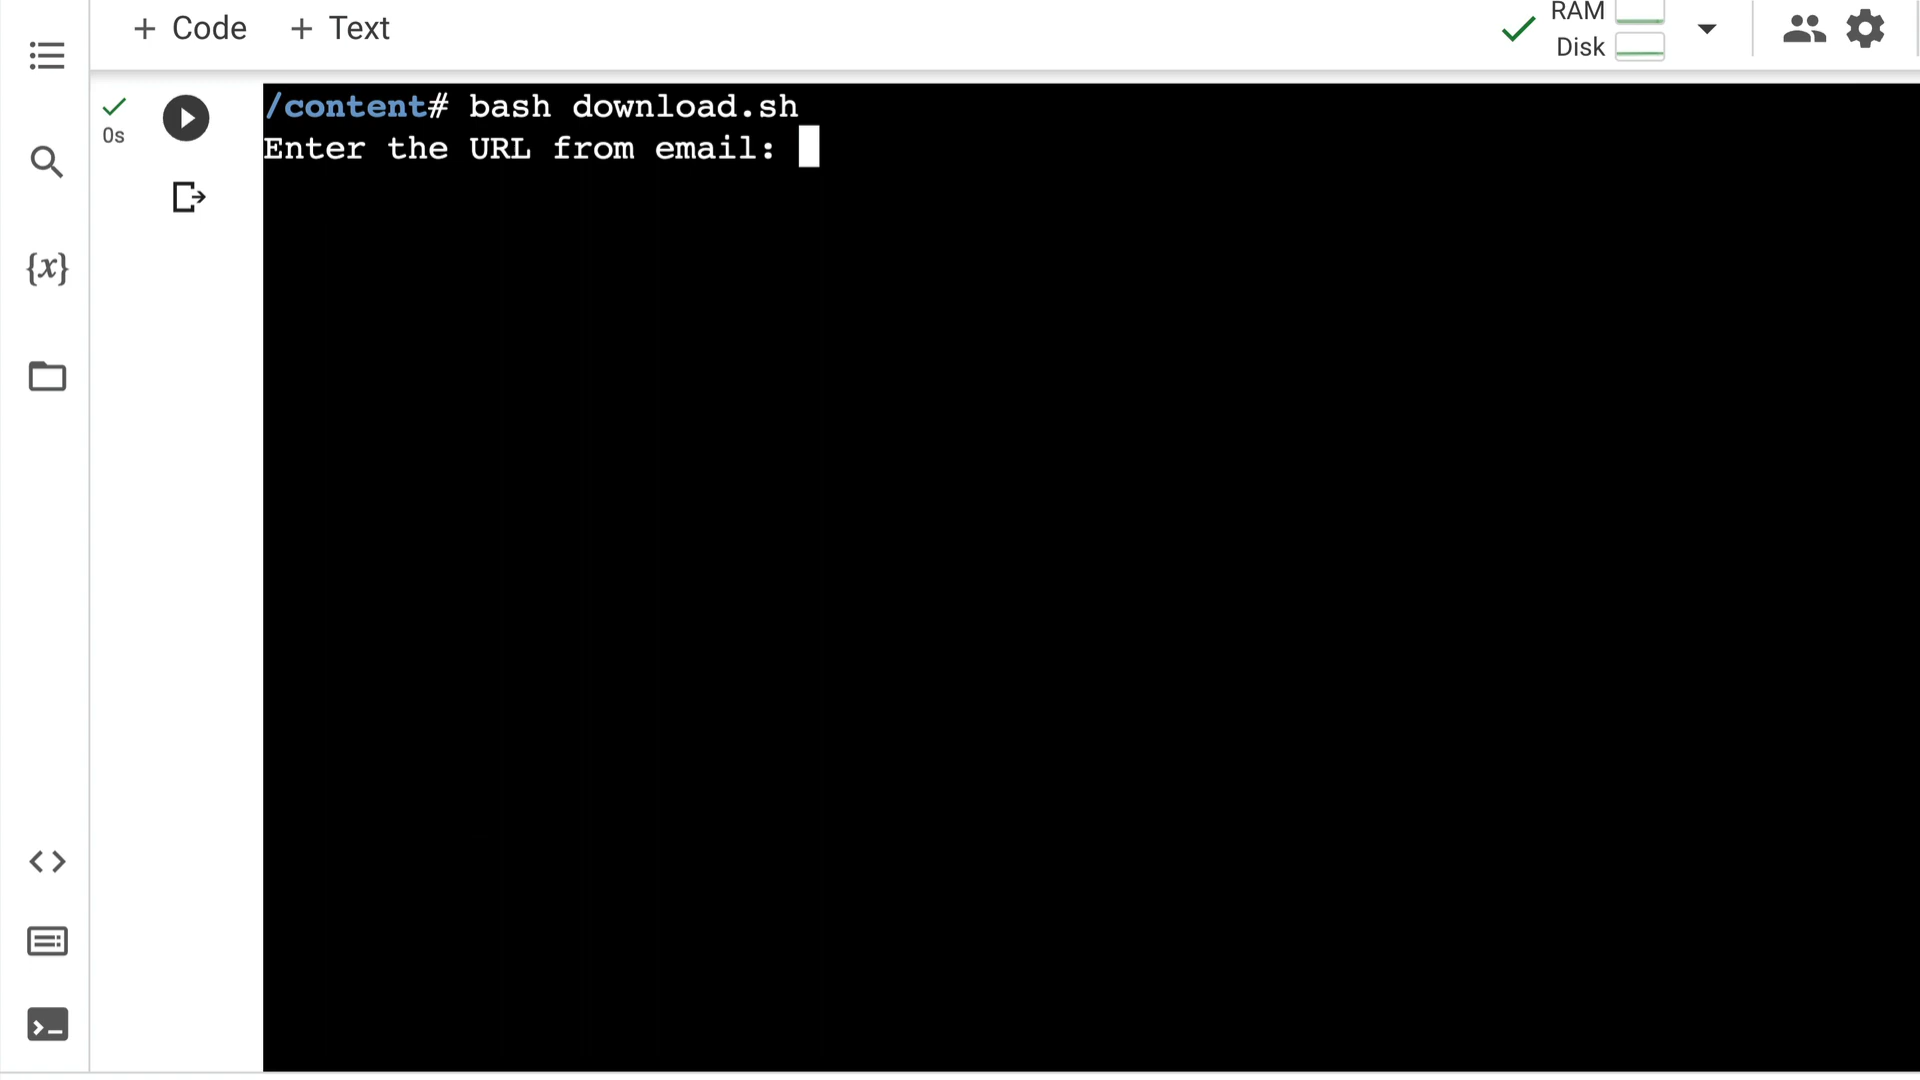 + Code + Text
RAM
Disk
0s
/content# bash download.sh
Enter the URL from email:
{x}